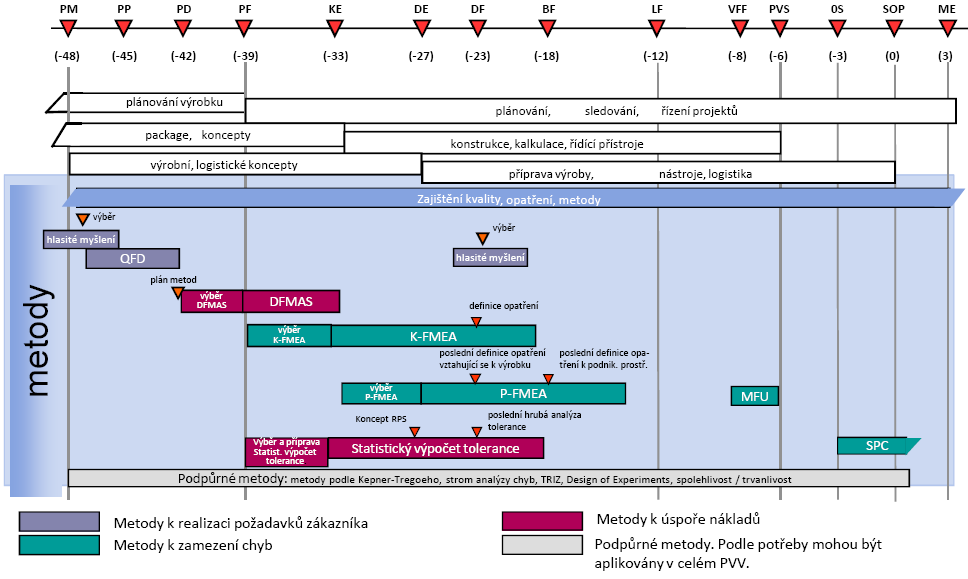 PM PP PD PF KE DE DF BF LF VFF PVS 0S SOP ME
(-48) (-45) (-42) (-39) (-33) (-27) (-23) (-18) (-12) (-8) (-6) (-3) (0) (3)
plánování výrobku
plánování, sledování, řízení projektů
package, koncepty
konstrukce, kalkulace, řídící přístroje
výrobní, logistické koncepty
příprava výroby, nástroje, logistika
Zajištění kvality, opatření, metody
metody
výběr
hlasité myšlení
QFD
výběr
hlasité myšlení
plán metod
výběr
DFMAS
DFMAS
definice opatření
výběr
K-FMEA
K-FMEA
poslední definice opatření
vztahující se k výrobku
poslední definice opa-
tření k podnik. prostř.
výběr
P-FMEA
P-FMEA
MFU
Koncept RPS
poslední hrubá analýza
tolerance
Výběr a příprava
Statist. výpočet
tolerance
Statistický výpočet tolerance
SPC
Podpůrné metody: metody podle Kepner-Tregoeho, strom analýzy chyb, TRIZ, Design of Experiments, spolehlivost / trvanlivost
Metody k realizaci požadavků zákazníka
Metody k zamezení chyb
Metody k úspoře nákladů
Podpůrné metody. Podle potřeby mohou být
aplikovány v celém PVV.